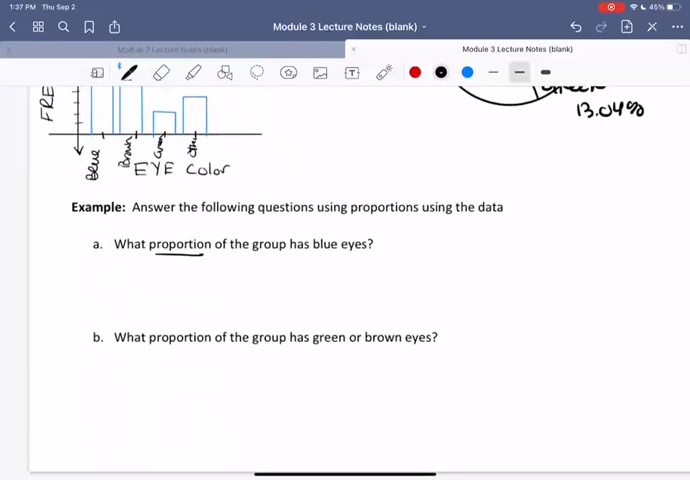 1:37 PM Thu Sep 2
45%
Module 3 Lecture Notes (blank)
Module 2 Lecture Notes (blank)
Module 3 Lecture Notes (blank)
FRE
13.04%
Blue
Brown
Green
EYE Color
Example: Answer the following questions using proportions using the data
a. What proportion of the group has blue eyes?
b. What proportion of the group has green or brown eyes?